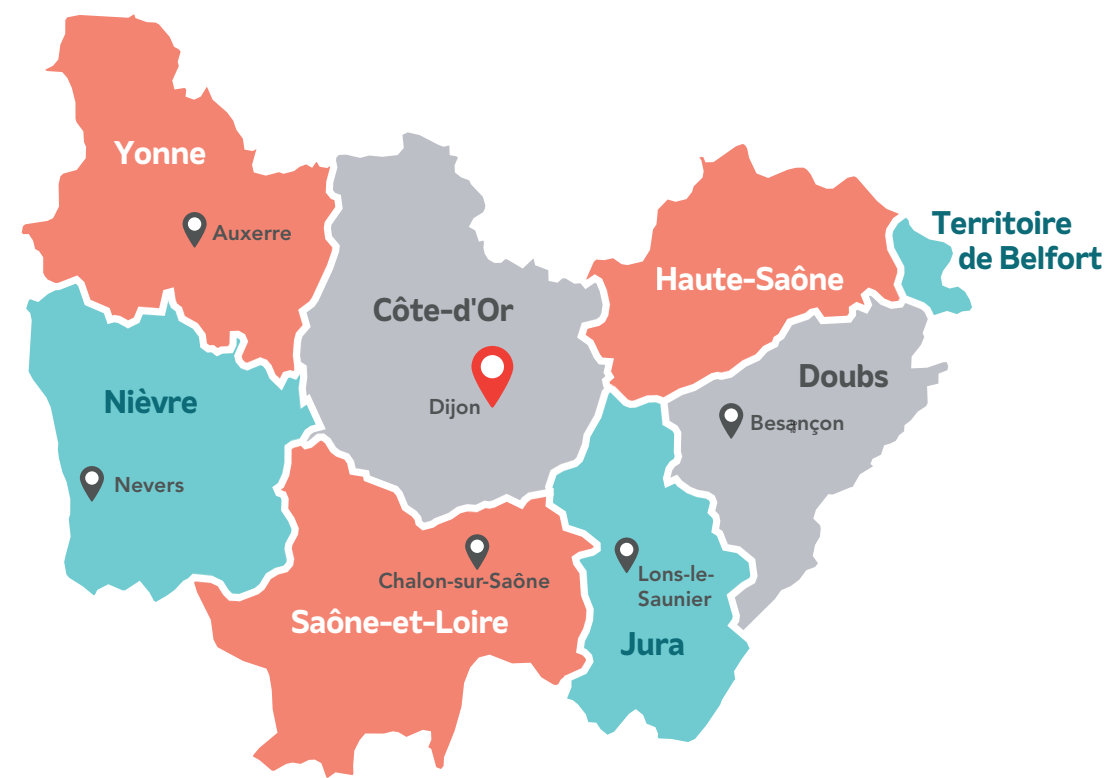 Yonne
Auxerre
Territoire
de Belfort
Haute-Saône
Côte-d'Or
Doubs
Nièvre
Dijon
Besançon
Nevers
Chalon-sur-Saône
Lons-le-
Saunier
Saône-et-Loire
Jura